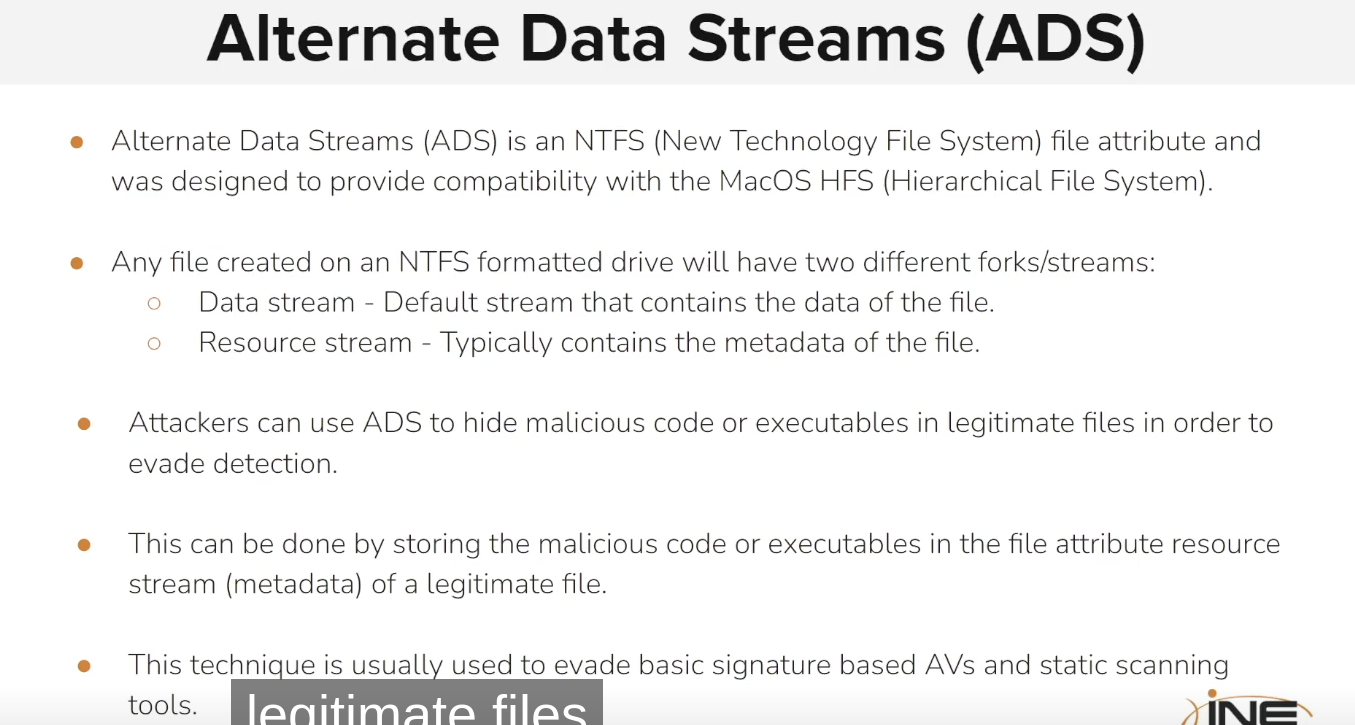 Alternate Data Streams (ADS)
• Alternate Data Streams (ADS) is an NTFS (New Technology File System) file attribute and
was designed to provide compatibility with the MacOS HFS (Hierarchical File System).
• Any file created on an NTFS formatted drive will have two different forks/streams:
○ Data stream - Default stream that contains the data of the file.
○ Resource stream - Typically contains the metadata of the file.
• Attackers can use ADS to hide malicious code or executables in legitimate files in order to
evade detection.
• This can be done by storing the malicious code or executables in the file attribute resource
stream (metadata) of a legitimate file.
• This technique is usually used to evade basic signature based AVs and static scanning
tools.
legitimate files
iNE